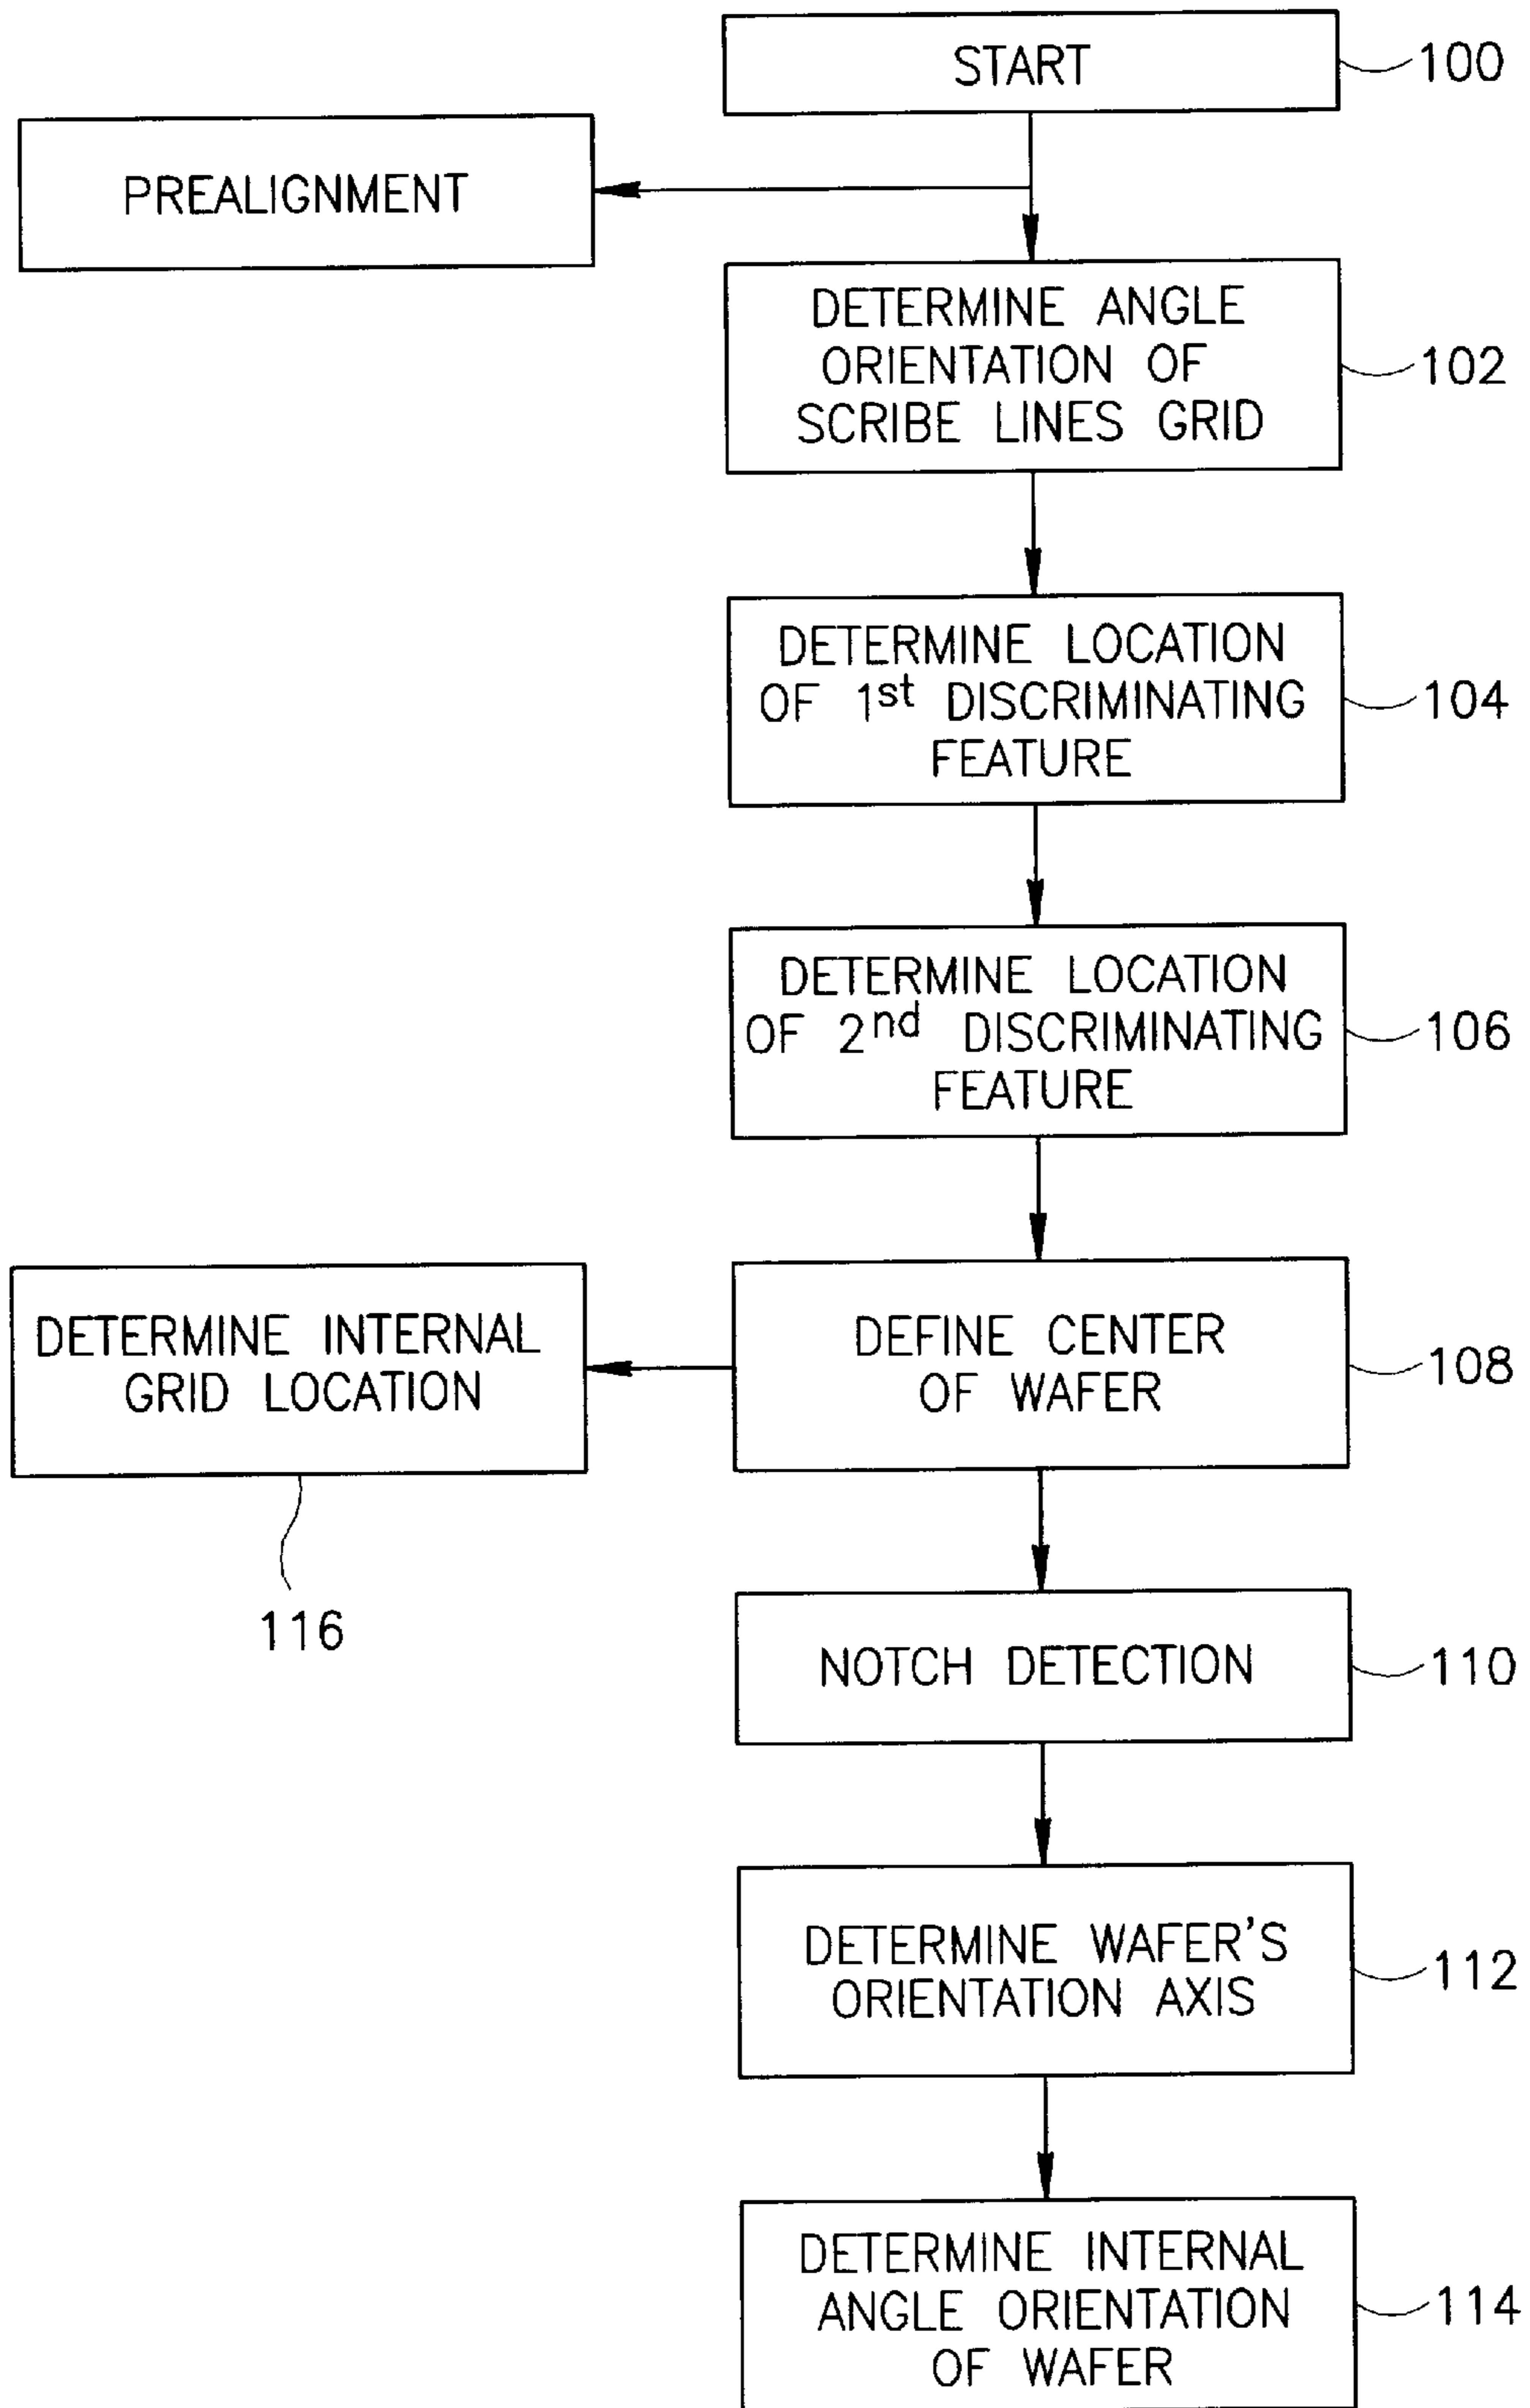 START
100
PREALIGNMENT
DETERMINE ANGLE
ORIENTATION OF
SCRIBE LINES GRID
102
DETERMINE LOCATION
OF 1st DISCRIMINATING
FEATURE
104
DETERMINE LOCATION
OF 2nd DISCRIMINATING
FEATURE
106
DETERMINE INTERNAL
GRID LOCATION
116
DEFINE CENTER
OF WAFER
108
NOTCH DETECTION
110
DETERMINE WAFER'S
ORIENTATION AXIS
112
DETERMINE INTERNAL
ANGLE ORIENTATION
OF WAFER
114